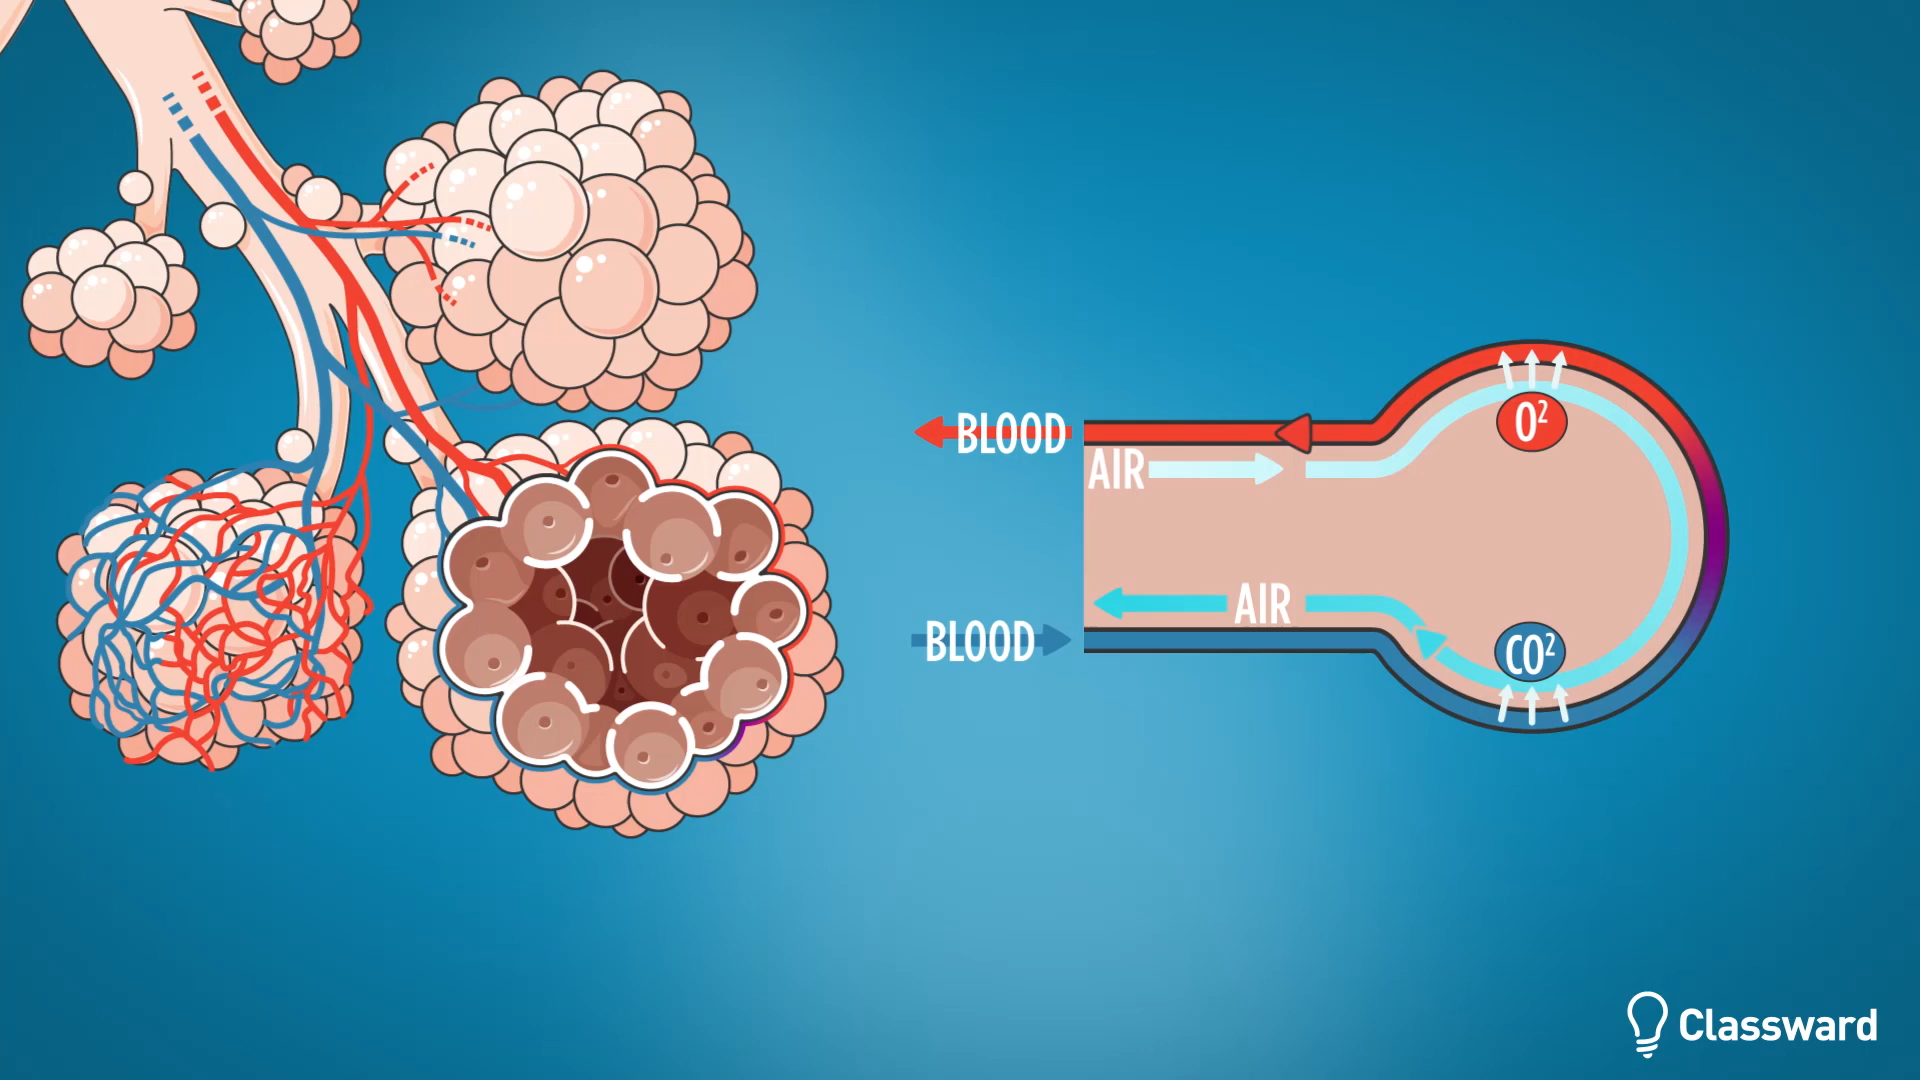 BLOOD
AIR
O²
AIR
CO²
BLOOD
Classward